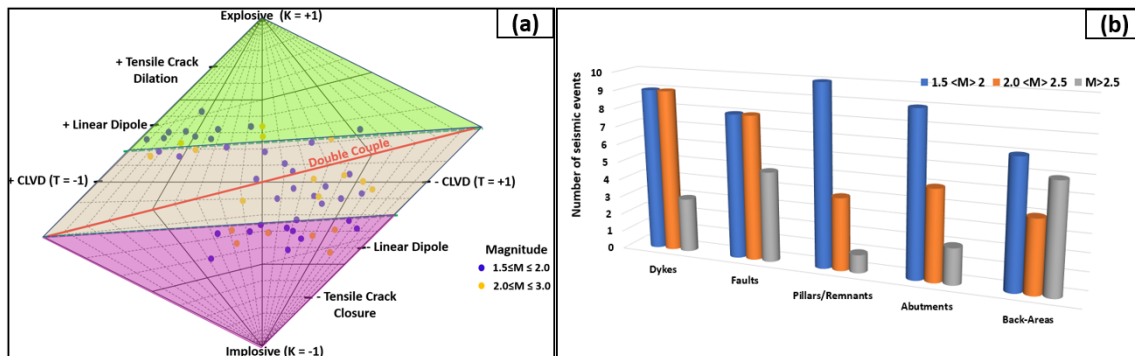 (a)
Explosive (K = +1)
+ Tensile Crack
Dilation
+ Linear Dipole
Double Couple
+ CLVD (T = -1)
- CLVD (T = +1)
- Linear Dipole
Magnitude
1.5≤M ≤ 2.0
2.0≤M ≤ 3.0
- Tensile Crack
Closure
Implosive (K = -1)
(b)
1.5 <M> 2
2.0 <M> 2.5
M>2.5
Number of seismic events
10
9
8
7
6
5
4
3
2
1
0
Dykes
Faults
Pillars/Remnants
Abutments
Back-Areas